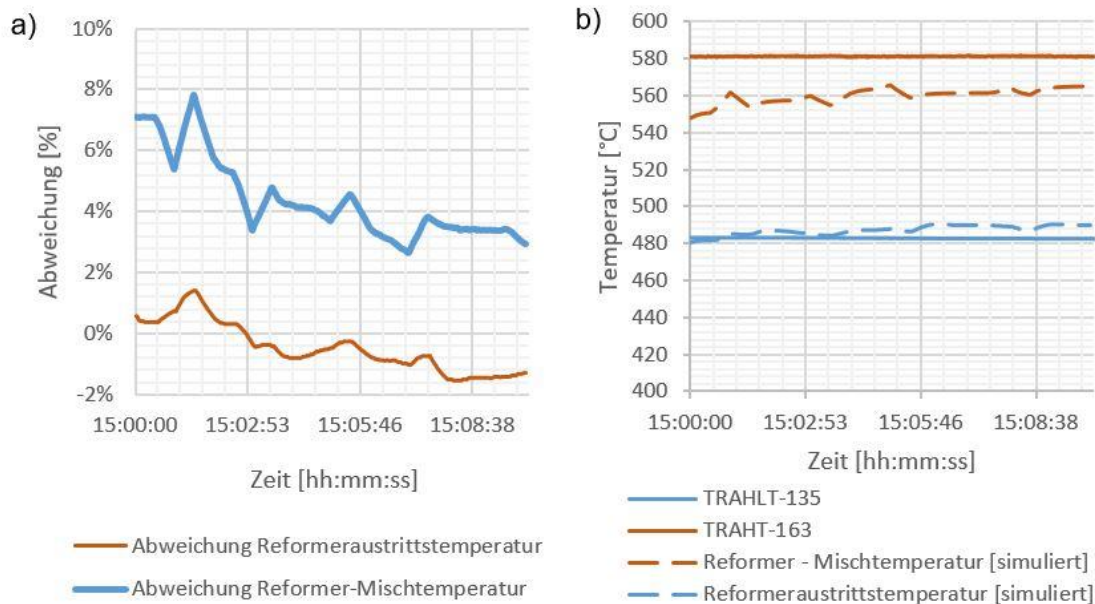 a)
10%
8%
6%
4%
2%
0%
-2%
Abweichung [%]
15:00:00 15:02:53 15:05:46 15:08:38
Zeit [hh:mm:ss]
Abweichung Reformeraustrittstemperatur
Abweichung Reformer-Mischtemperatur
b)
600
580
560
540
520
500
480
460
440
420
400
Temperatur [°C]
15:00:00 15:02:53 15:05:46 15:08:38
Zeit [hh:mm:ss]
TRAHLT-135
TRAHT-163
Reformer - Mischtemperatur [simuliert]
Reformeraustrittstemperatur [simuliert]